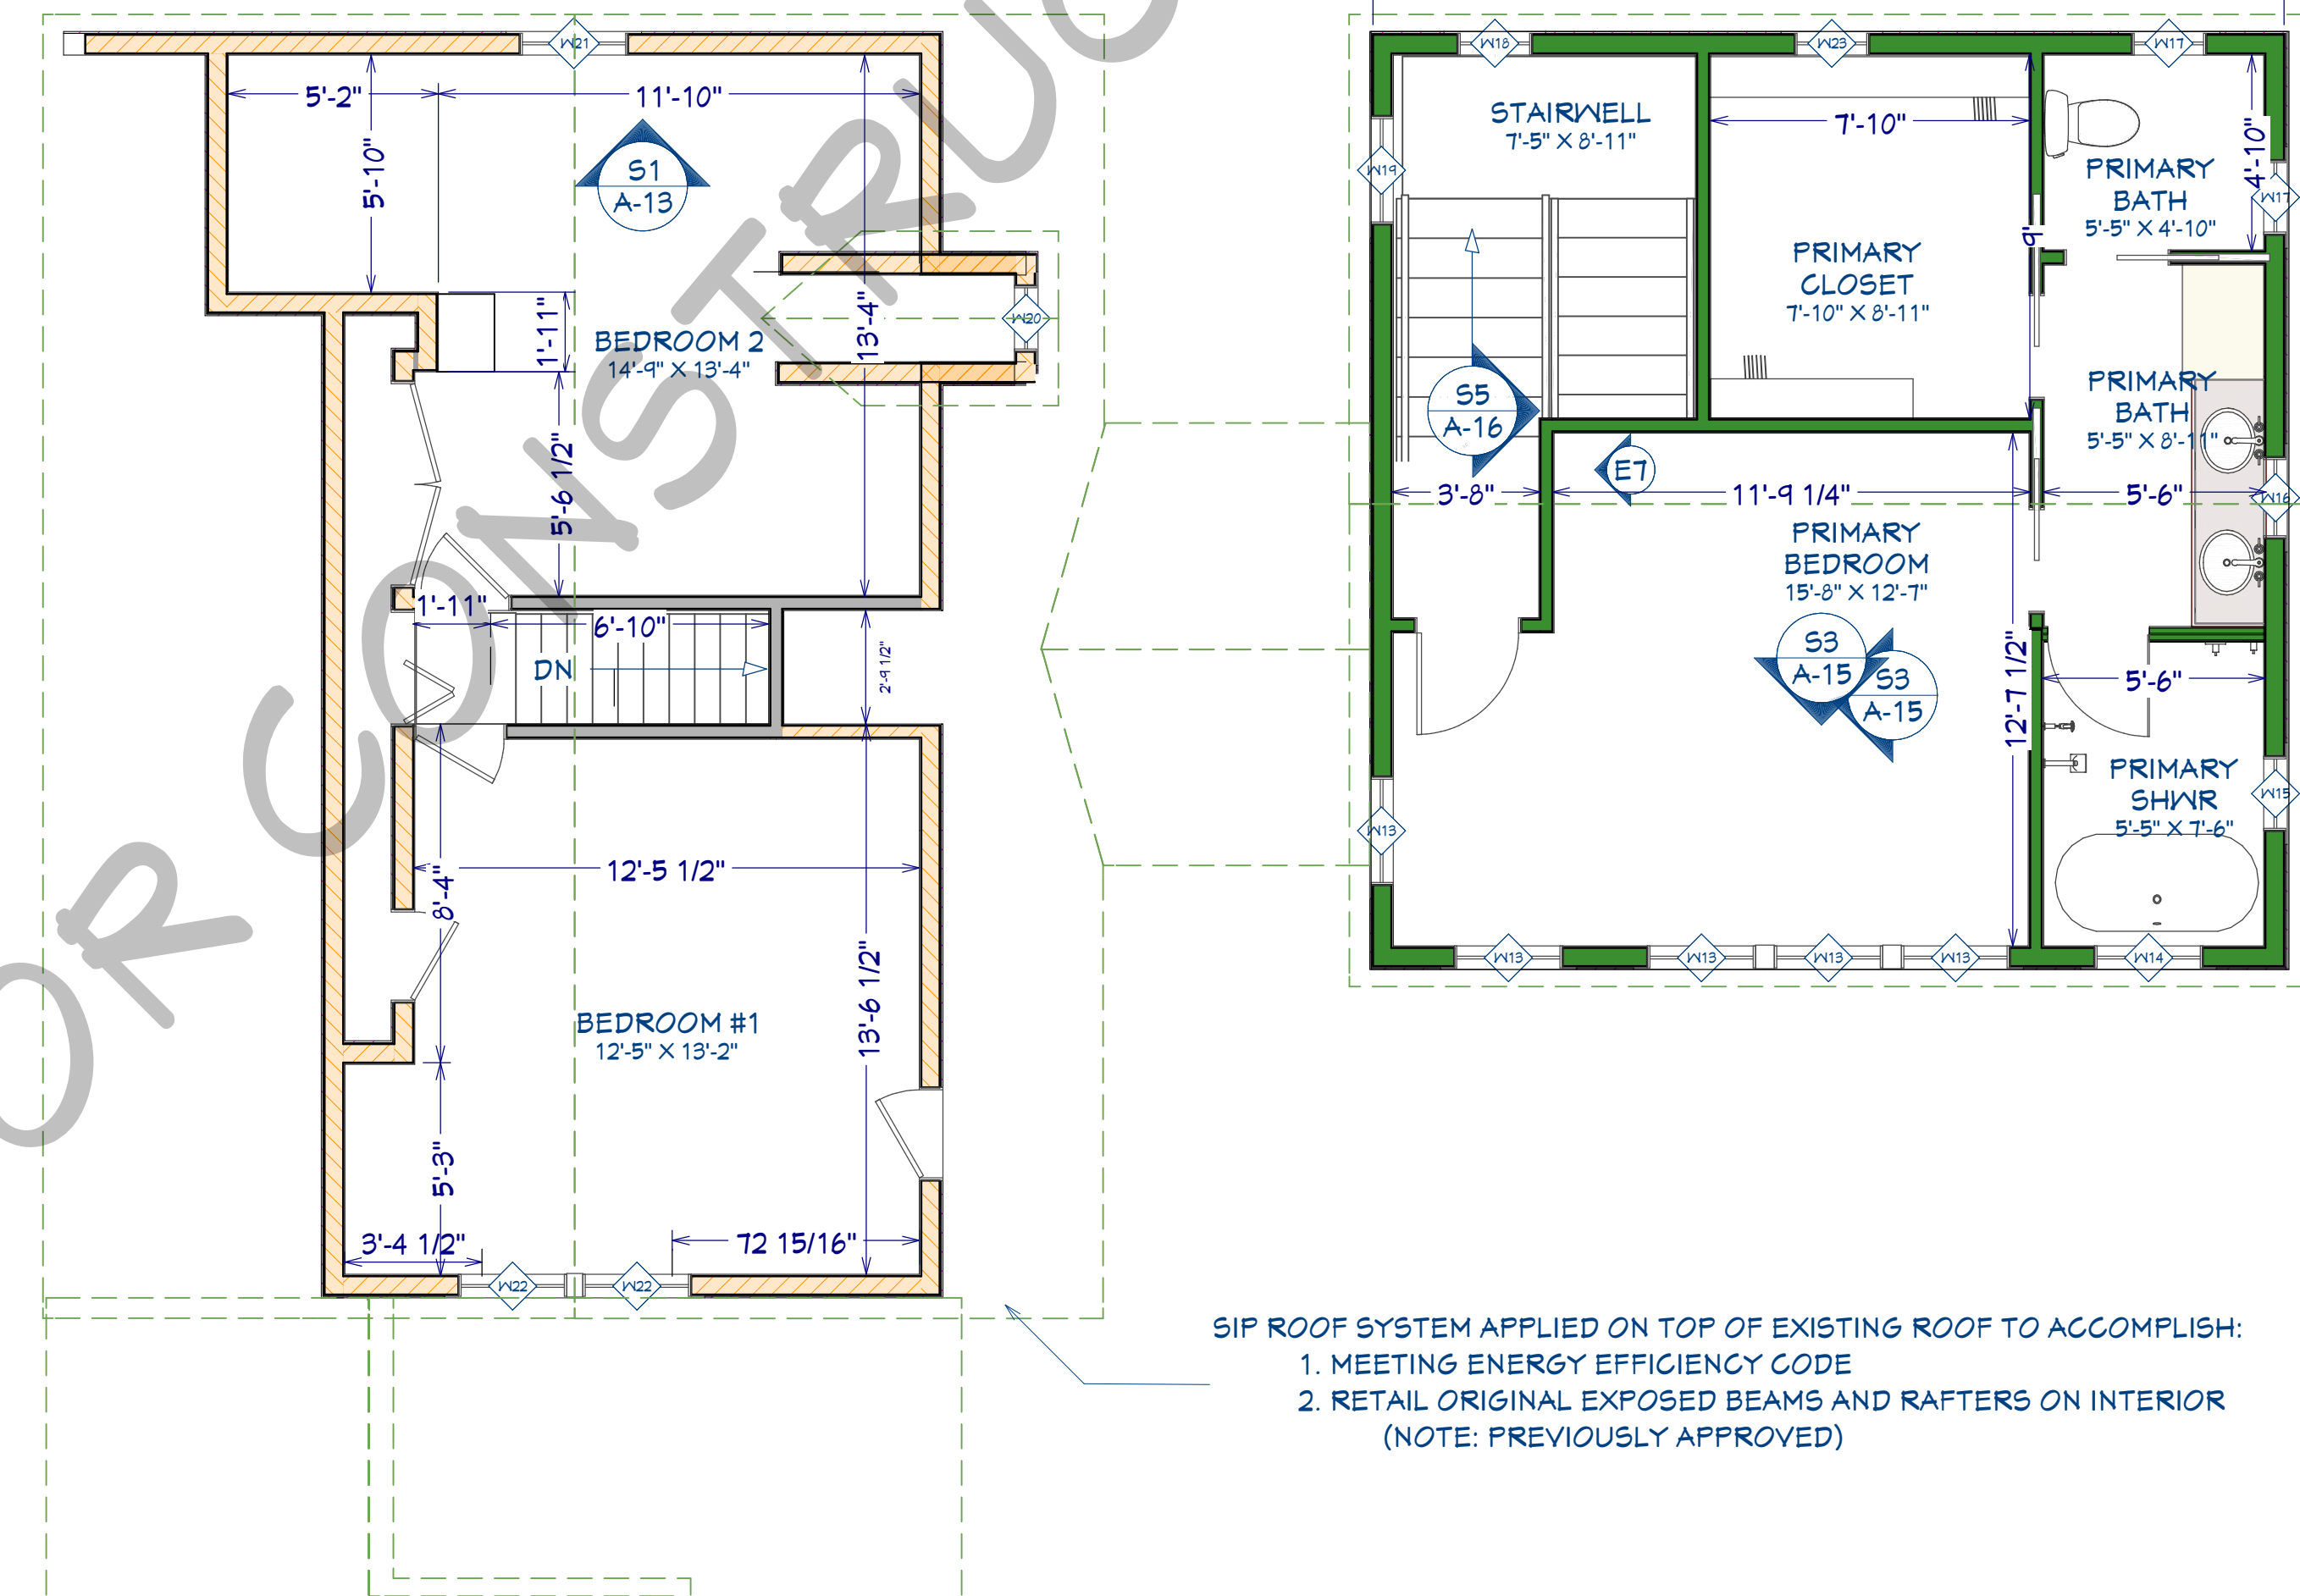 OR CONSTRUC
W21
5'-2"
11'-10"
5'-10"
S1
A-13
13'-4"
W20
1'-11"
BEDROOM 2
14'-9" X 13'-4"
5'-6 1/2"
1'-11"
6'-10"
DN
2'-9 1/2"
12'-5 1/2"
8'-4"
13'-6 1/2"
BEDROOM #1
12'-5" X 13'-2"
5'-3"
3'-4 1/2"
72 15/16"
W22
W22
W18
W23
W17
STAIRWELL
7'-5" X 8'-11"
7'-10"
4'-10"
W19
PRIMARY
BATH
5'-5" X 4'-10"
W17
9'
PRIMARY
CLOSET
7'-10" X 8'-11"
S5
A-16
PRIMARY
BATH
5'-5" X 8'-11"
E7
3'-8"
11'-9 1/4"
5'-6"
W16
PRIMARY
BEDROOM
15'-8" X 12'-7"
S3
A-15
S3
A-15
12'-7 1/2"
5'-6"
PRIMARY
SHWR
5'-5" X 7'-6"
W15
W13
W13
W13
W13
W13
W14
SIP ROOF SYSTEM APPLIED ON TOP OF EXISTING ROOF TO ACCOMPLISH:
1. MEETING ENERGY EFFICIENCY CODE
2. RETAIL ORIGINAL EXPOSED BEAMS AND RAFTERS ON INTERIOR
(NOTE: PREVIOUSLY APPROVED)